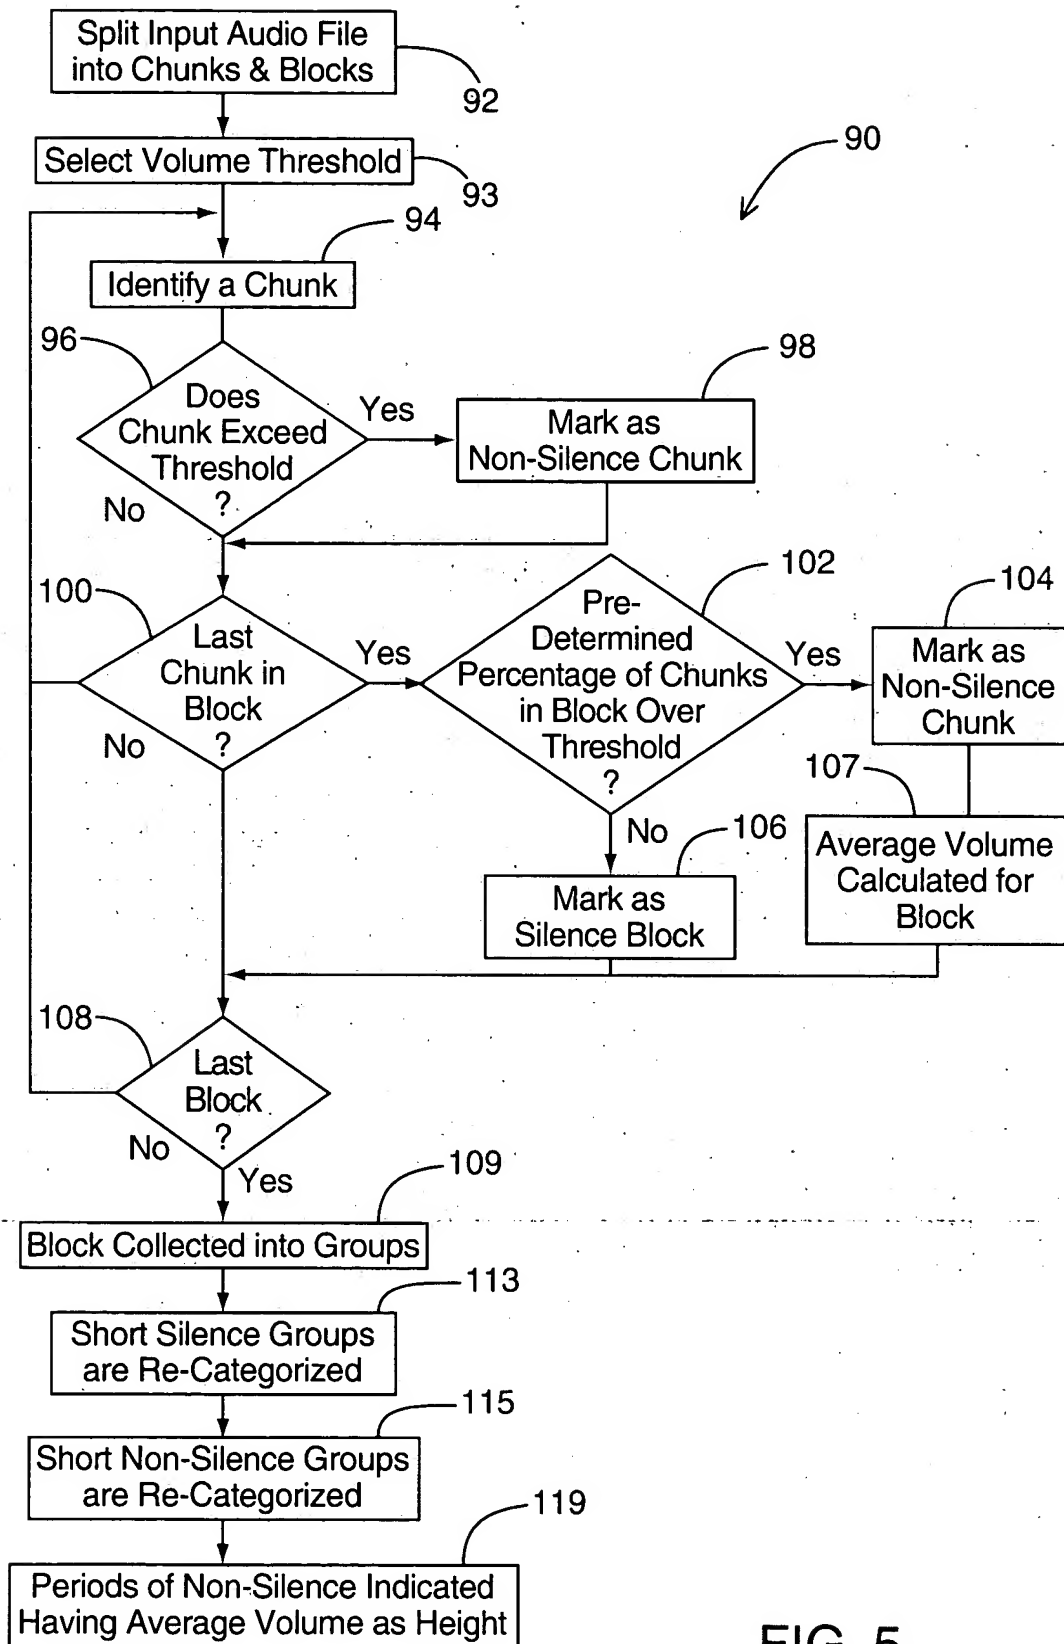 Split Input Audio File
into Chunks & Blocks
92
Select Volume Threshold
93
90
94
Identify a Chunk
96
Does
Chunk Exceed
Threshold
?
Yes
No
98
Mark as
Non-Silence Chunk
100
Last
Chunk in
Block
?
Yes
No
102
Pre-
Determined
Percentage of Chunks
in Block Over
Threshold
?
Yes
No
104
Mark as
Non-Silence
Chunk
107
Average Volume
Calculated for
Block
106
Mark as
Silence Block
108
Last
Block
?
No
Yes
109
Block Collected into Groups
113
Short Silence Groups
are Re-Categorized
115
Short Non-Silence Groups
are Re-Categorized
119
Periods of Non-Silence Indicated
Having Average Volume as Height
FIG. 5